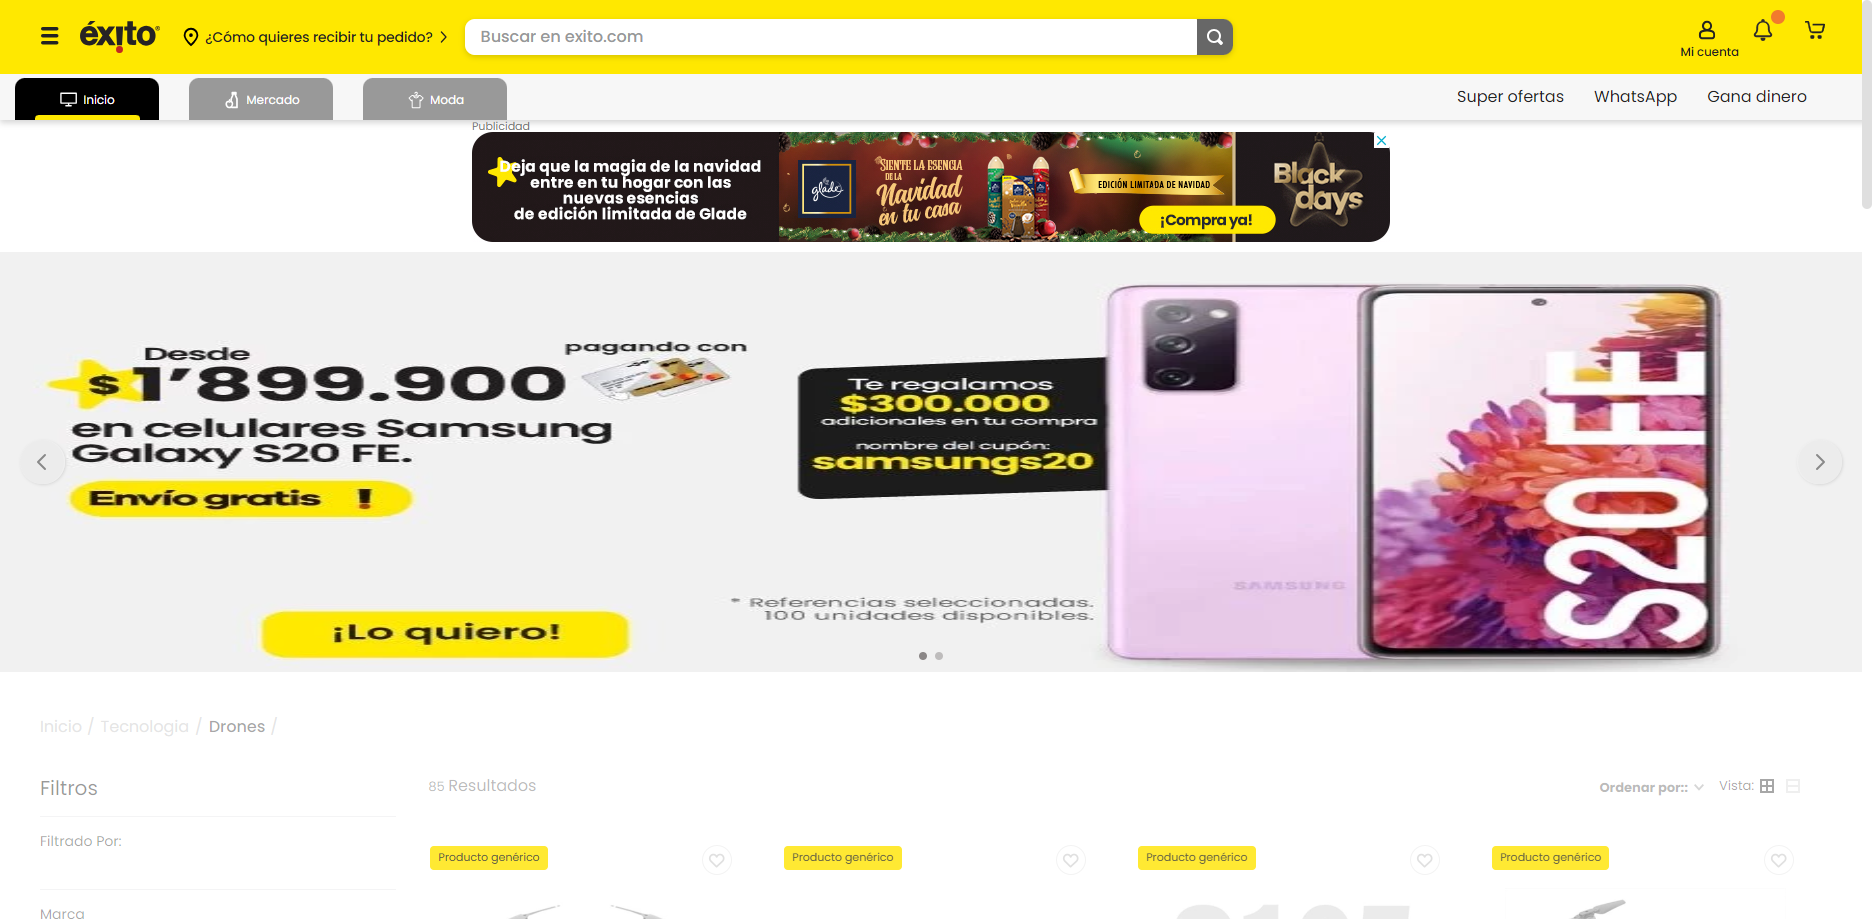 éxito
¿Cómo quieres recibir tu pedido?
Buscar en exito.com
Mi cuenta
Inicio
Mercado
Moda
Super ofertas
WhatsApp
Gana dinero
Publicidad
Deja que la magia de la navidad
entre en tu hogar con las
nuevas esencias
de edición limitada de Glade
glade
SIENTE LA ESENCIA
DE LA
Navidad
en tu casa
EDICIÓN LIMITADA DE NAVIDAD
¡Compra ya!
Black
days
Desde
$1'899.900
pagando con
en celulares Samsung
Galaxy S20 FE.
Envío gratis !
¡Lo quiero!
Te regalamos
$300.000
adicionales en tu compra
nombre del cupón:
samsungs20
* Referencias seleccionadas.
100 unidades disponibles.
SAMSUNG
S20 FE
Inicio / Tecnología / Drones /
Filtros
85 Resultados
Ordenar por::
Vista:
Filtrado Por:
Producto genérico
Producto genérico
Producto genérico
Producto genérico
Marca